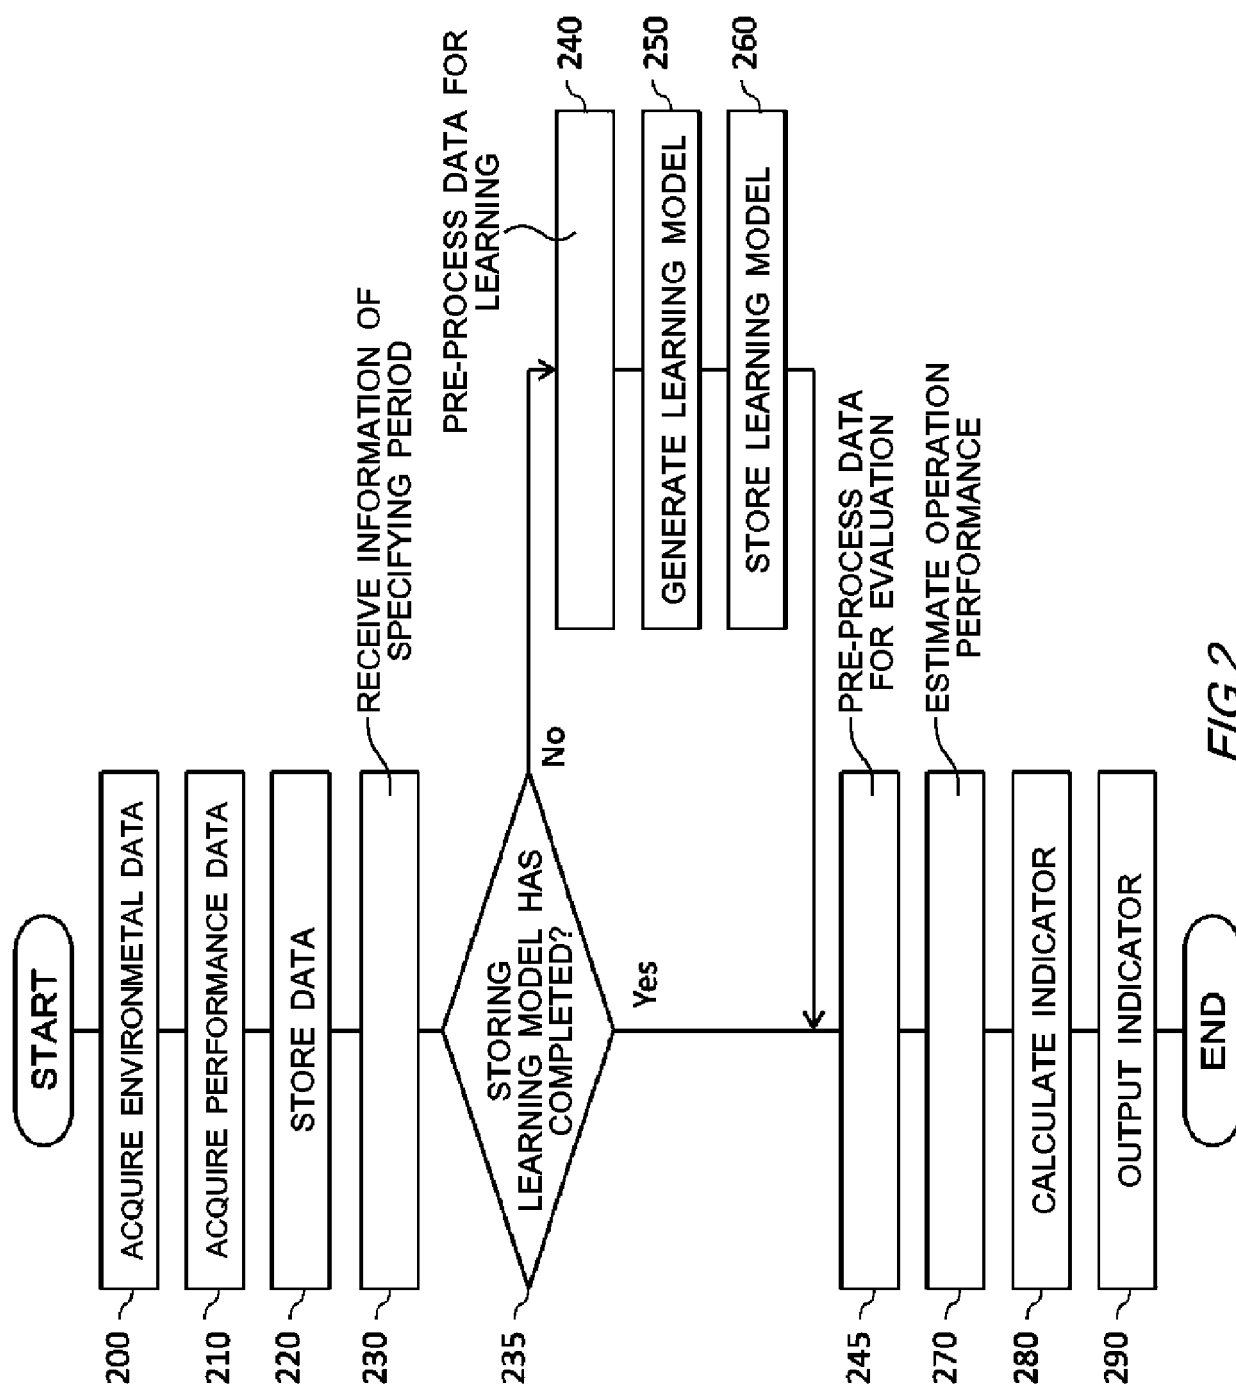 START
200
ACQUIRE ENVIRONMETAL DATA
210
ACQUIRE PERFORMANCE DATA
220
STORE DATA
230
RECEIVE INFORMATION OF
SPECIFYING PERIOD
235
STORING
LEARNING MODEL HAS
COMPLETED?
No
Yes
PRE-PROCESS DATA FOR
LEARNING
240
GENERATE LEARNING MODEL
250
STORE LEARNING MODEL
260
245
PRE-PROCESS DATA
FOR EVALUATION
270
ESTIMATE OPERATION
PERFORMANCE
280
CALCULATE INDICATOR
290
OUTPUT INDICATOR
END
FIG.2